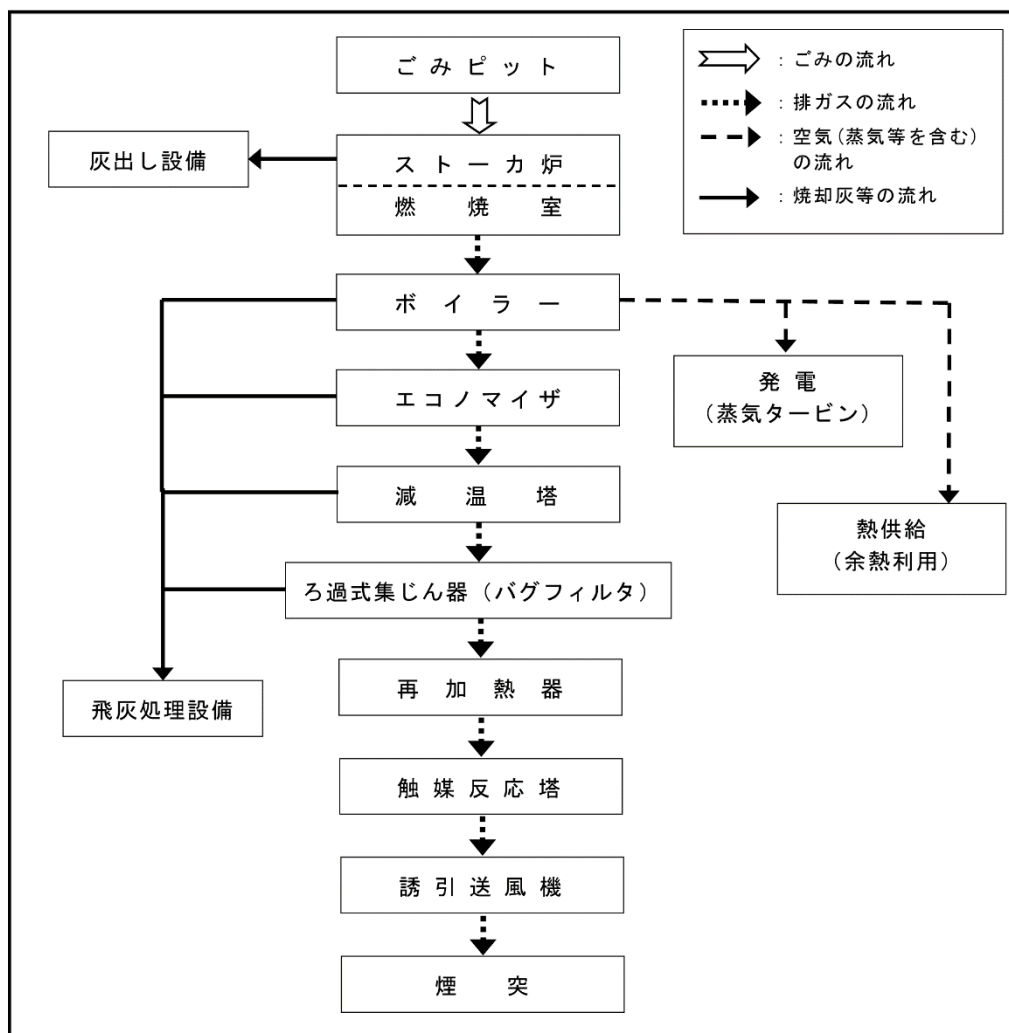 ごみピット
灰出し設備
ストーカ炉
燃焼室
ボイラー
エコノマイザ
減温塔
ろ過式集じん器(バグフィルタ)
飛灰処理設備
再加熱器
触媒反応塔
誘引送風機
煙突
発電
(蒸気タービン)
熱供給
(余熱利用)
:ごみの流れ
:排ガスの流れ
:空気(蒸気等を含む)
の流れ
:焼却灰等の流れ